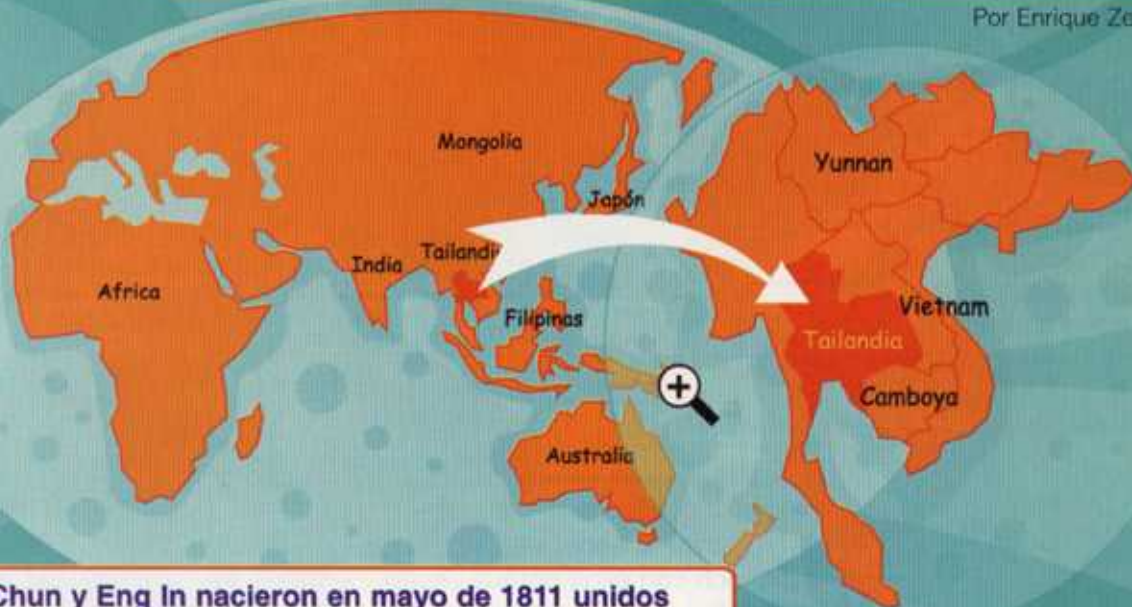 Por Enrique Ze
Mongolia
Yunnan
Japón
India
Tailandi
Africa
Filipinas
Vietnam
Tailandia
Camboya
Australia
Chun y Eng In nacieron en mayo de 1811 unidos